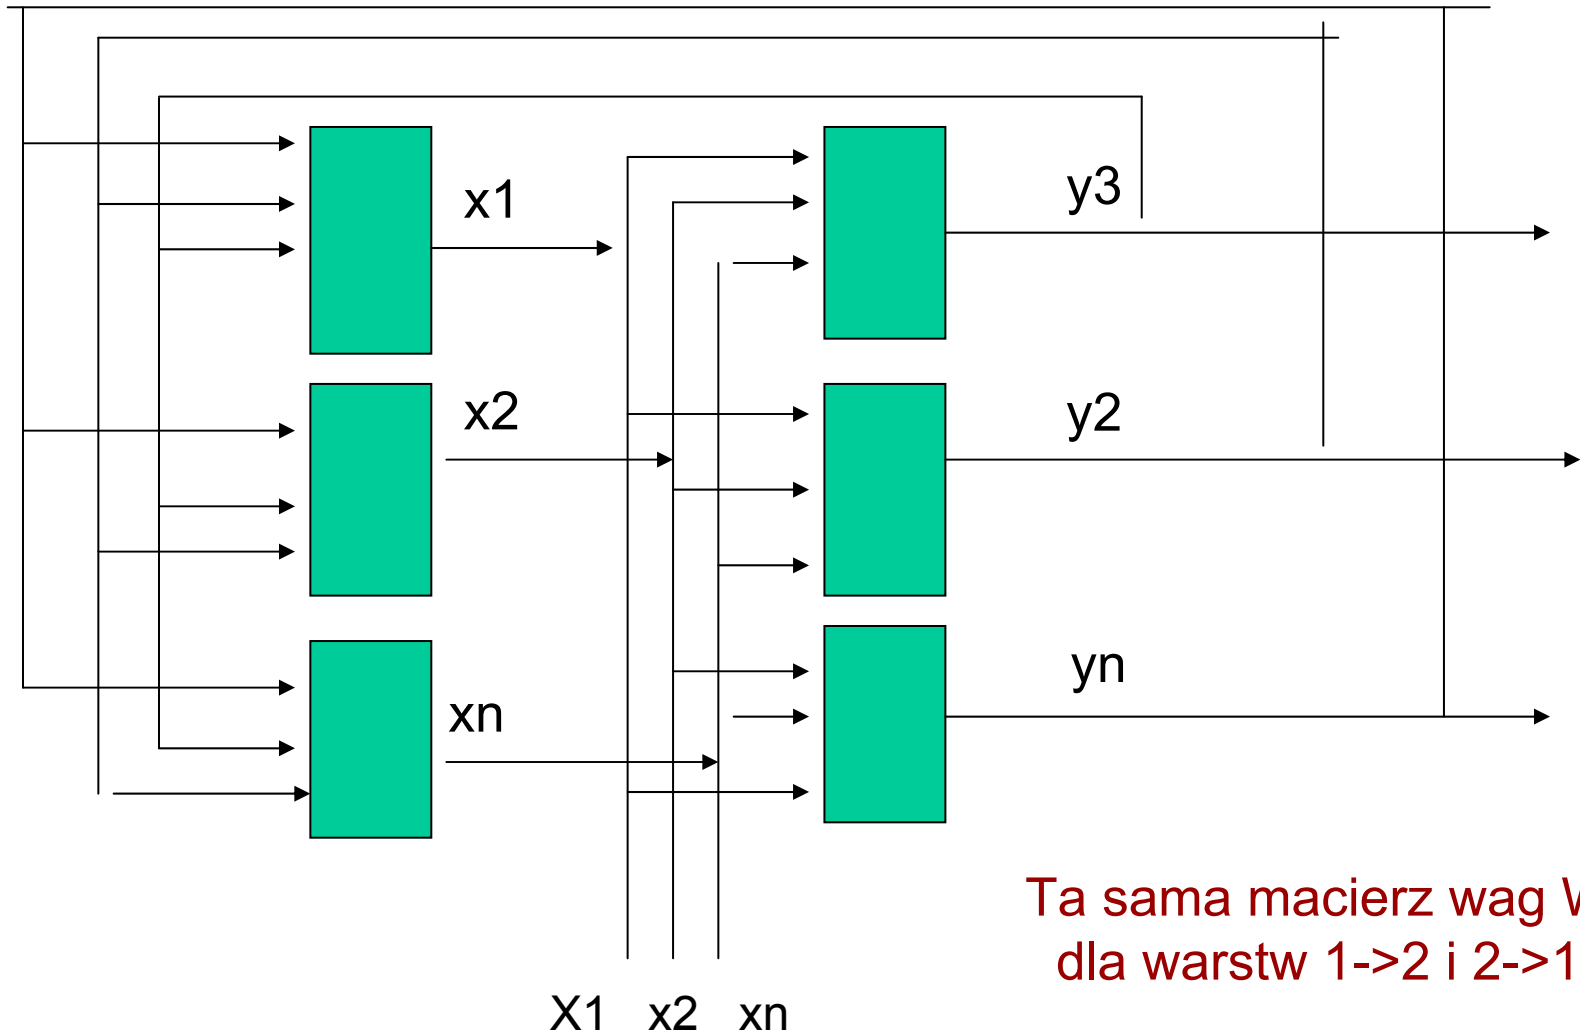 x1
y3
x2
y2
xn
yn
Ta sama macierz wag W
dla warstw 1->2 i 2->1
X1 x2 xn